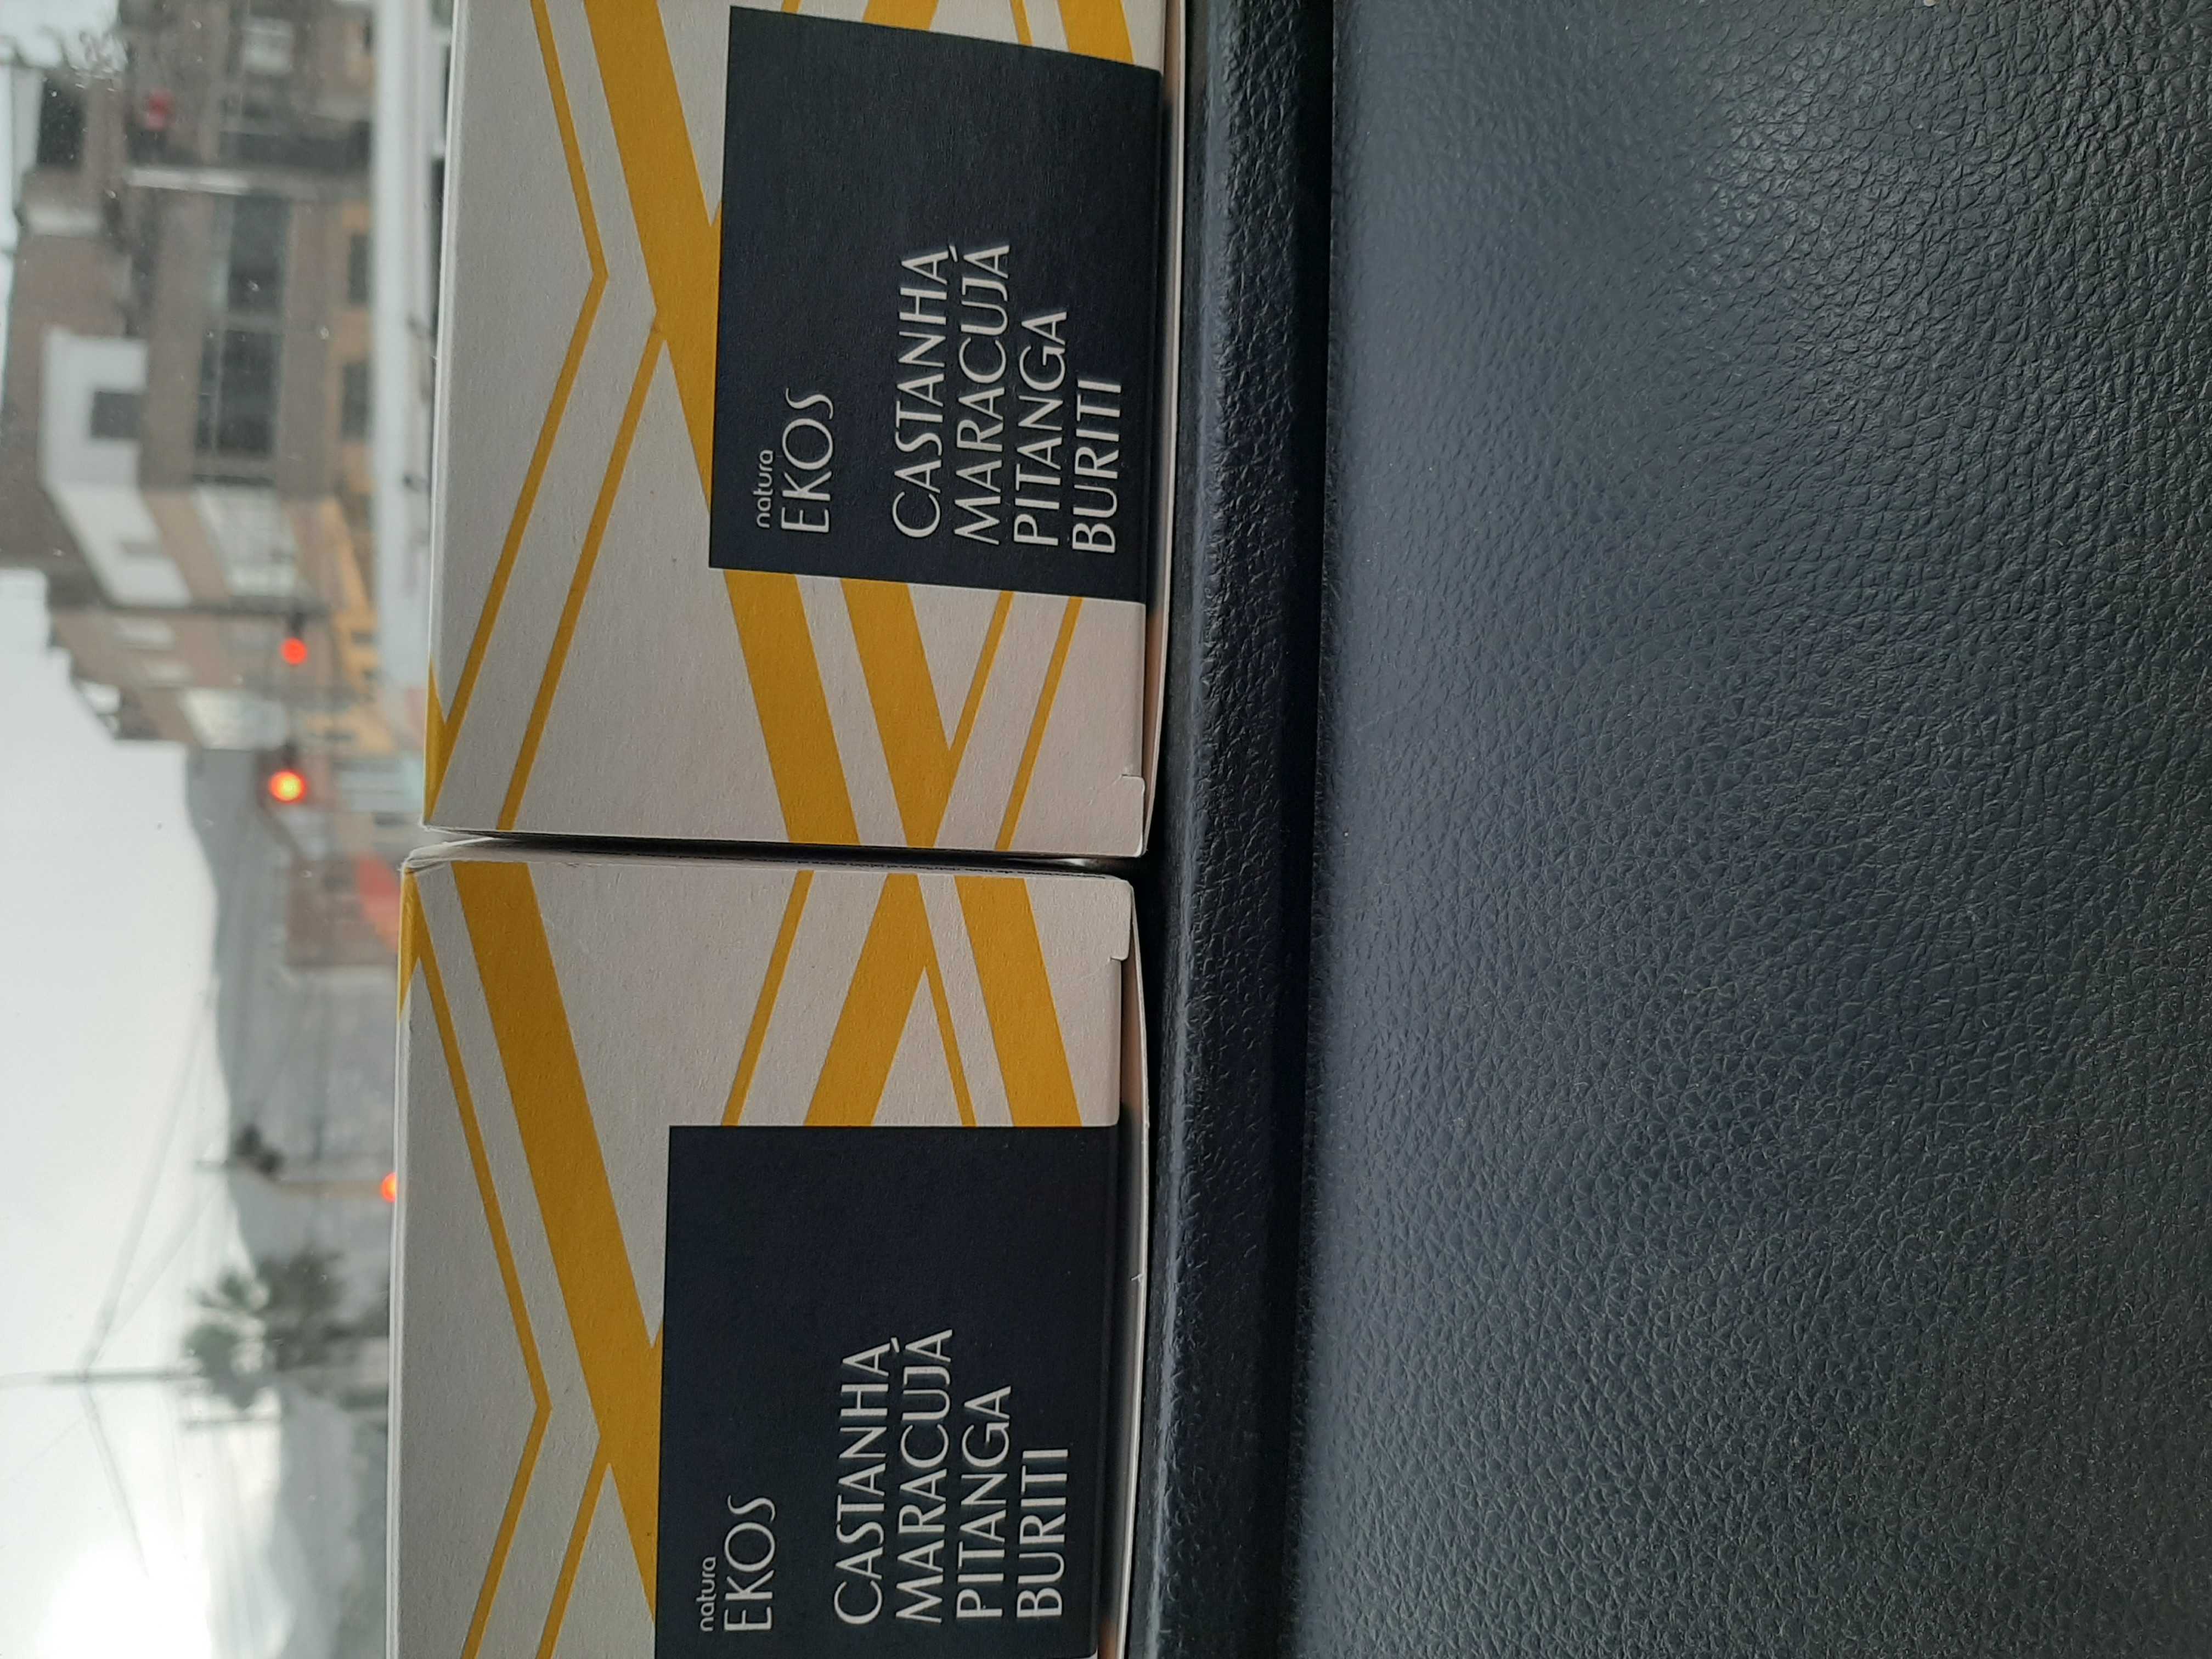 natura
EKOS
CASTANHA
MARACUJÁ
PITANGA
BURITI
natura
EKOS
CASTANHA
MARACUJÁ
PITANGA
BURITI